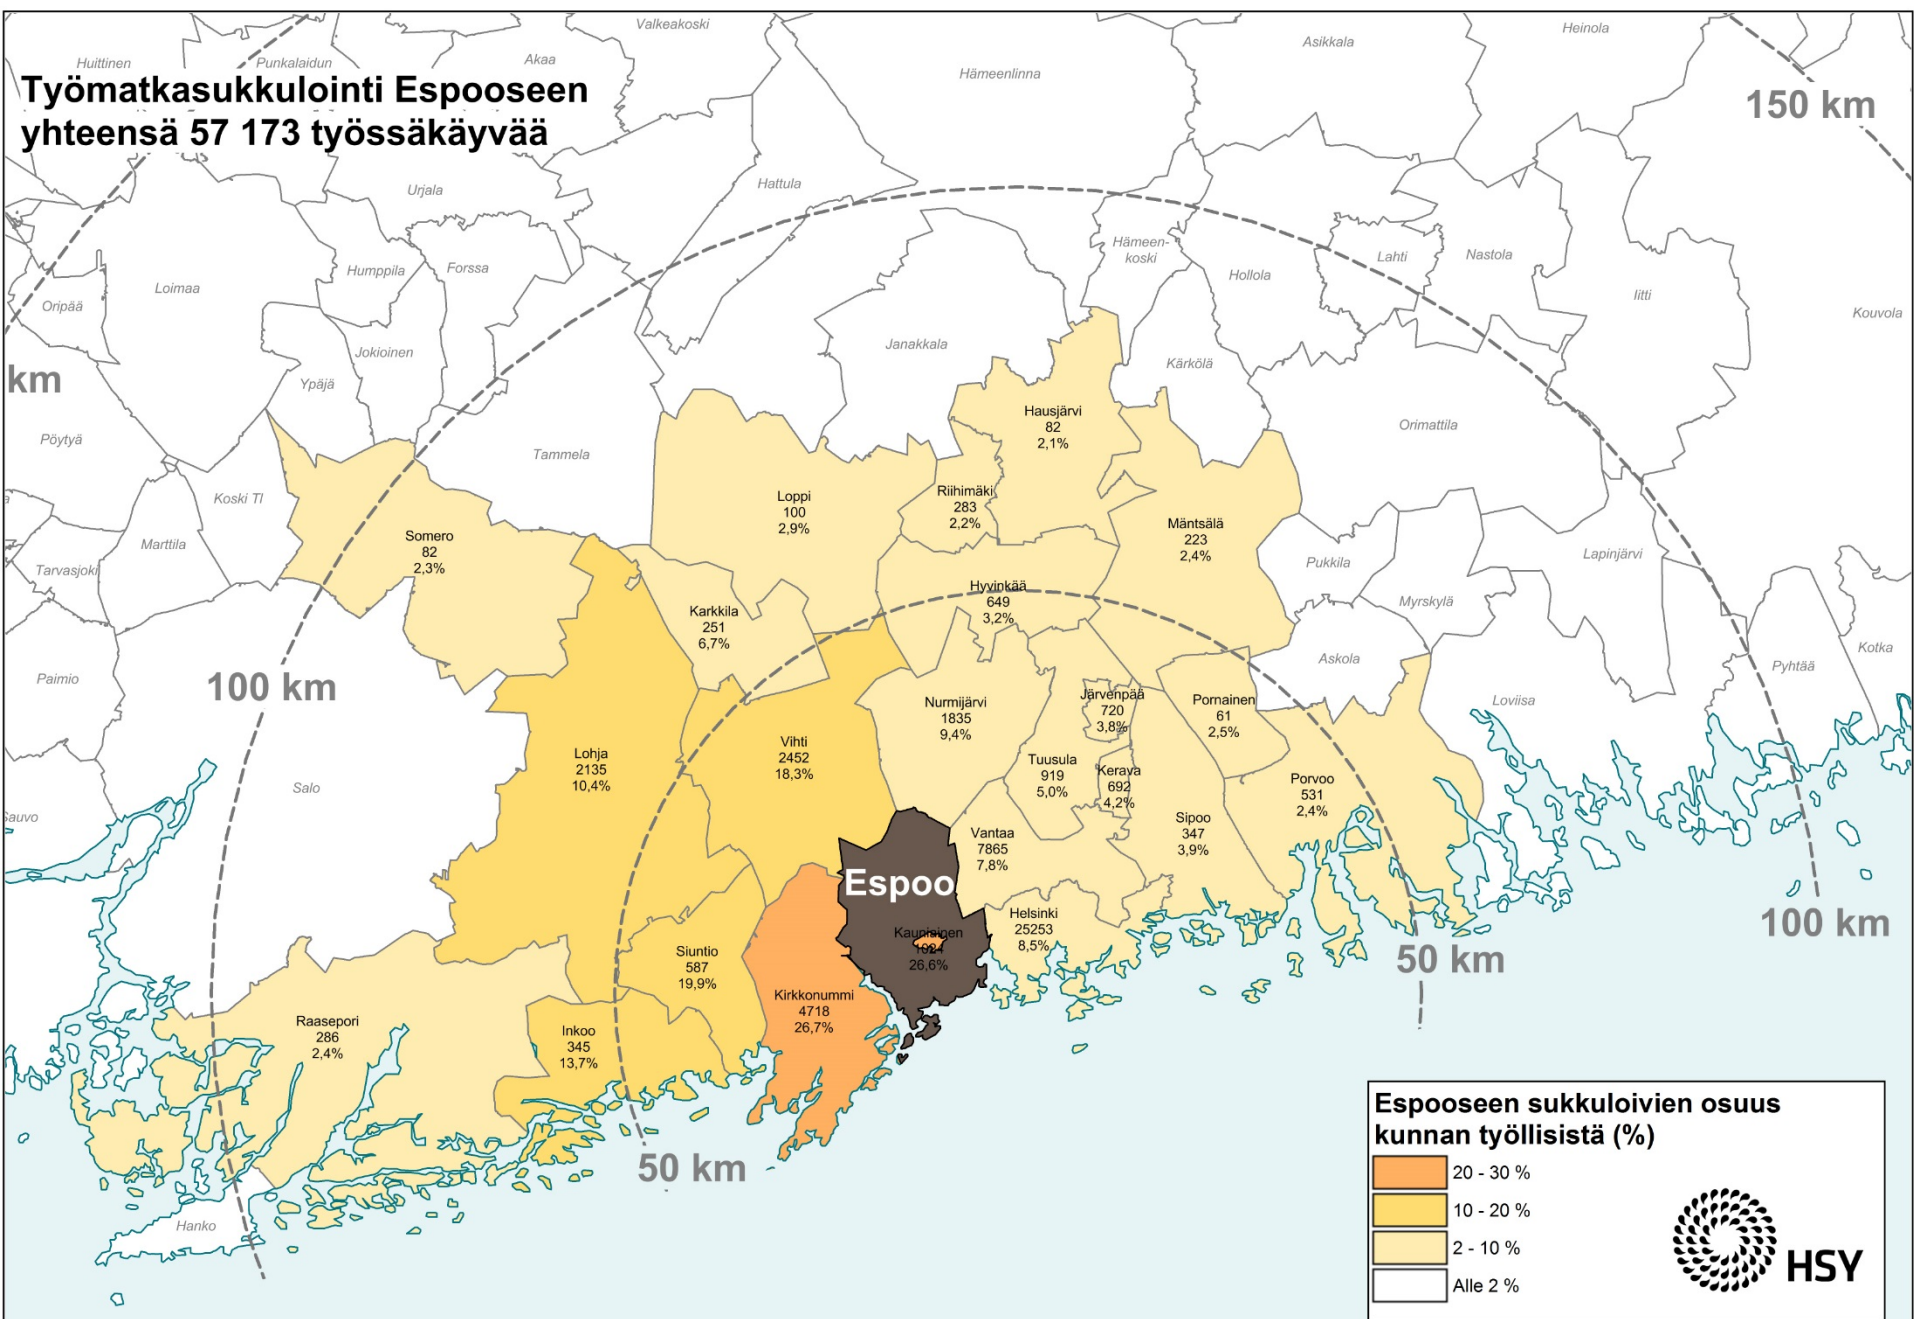 Työmatkasukkulointi Espooseen
yhteensä 57 173 työssäkäyvää
Valkeakoski
Heinola
Huittinen
Punkalaidun
Akaa
Asikkala
Hämeenlinna
150 km
Urjala
Hattula
Hämeen-
koski
Humppila
Forssa
Hollola
Lahti
Nastola
Loimaa
Oripää
Iitti
Kouvola
Jokioinen
Janakkala
Kärkölä
km
Ypäjä
Pöytyä
Tammela
Orimattila
Hausjärvi
82
2,1%
Koski Tl
Loppi
100
2,9%
Riihimäki
283
2,2%
Mäntsälä
223
2,4%
Marttila
Somero
82
2,3%
Tarvasjoki
Pukkila
Lapinjärvi
Hyvinkää
649
3,2%
Myrskylä
Karkkila
251
6,7%
Paimio
100 km
Askola
Pyhtää
Kotka
Loviisa
Nurmijärvi
1835
9,4%
Järvenpää
720
3,8%
Pornainen
61
2,5%
Lohja
2135
10,4%
Vihti
2452
18,3%
Tuusula
919
5,0%
Kerava
692
4,2%
Porvoo
531
2,4%
Salo
Sauvo
Vantaa
7865
7,8%
Sipoo
347
3,9%
Espoo
Helsinki
25253
8,5%
Kauniainen
1024
26,6%
100 km
50 km
Siuntio
587
19,9%
Kirkkonummi
4718
26,7%
Raasepori
286
2,4%
Inkoo
345
13,7%
50 km
Hanko
Espooseen sukkuloivien osuus
kunnan työllisistä (%)
20 - 30 %
10 - 20 %
2 - 10 %
Alle 2 %
HSY